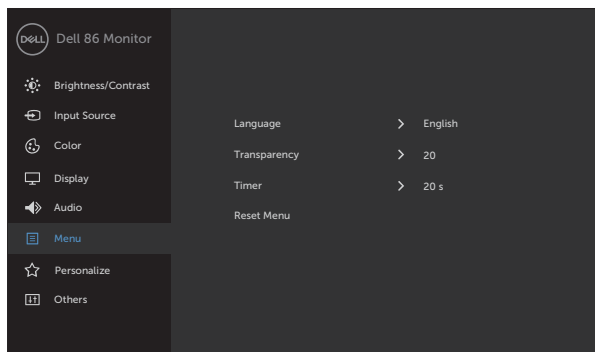 DELL Dell 86 Monitor
Brightness/Contrast
Input Source
Color
Display
Audio
Menu
Personalize
Others
Language > English
Transparency > 20
Timer > 20 s
Reset Menu